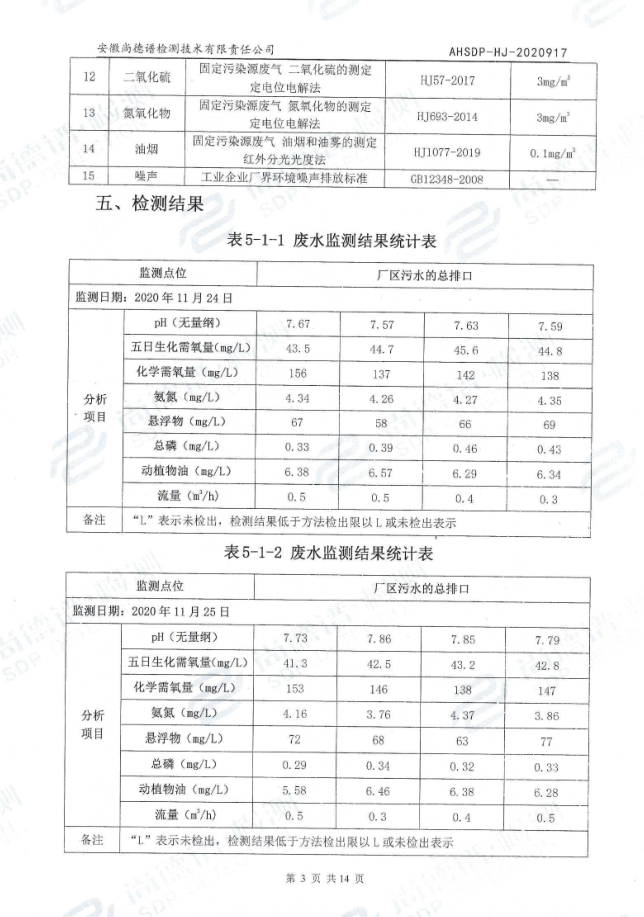 安徽尚德谱检测技术有限责任公司 AHSDP-HJ-2020917
12 二氧化硫 固定污染源废气 二氧化硫的测定 定电位电解法 HJ57-2017 3mg/m³
13 氮氧化物 固定污染源废气 氮氧化物的测定 定电位电解法 HJ693-2014 3mg/m³
14 油烟 固定污染源废气 油烟和油雾的测定 红外分光光度法 HJ1077-2019 0.1mg/m³
15 噪声 工业企业厂界环境噪声排放标准 GB12348-2008 —
五、检测结果
表5-1-1 废水监测结果统计表
监测点位 厂区污水的总排口
监测日期：2020年11月24日
分析项目
pH（无量纲） 7.67 7.57 7.63 7.59
五日生化需氧量(mg/L) 43.5 44.7 45.6 44.8
化学需氧量（mg/L） 156 137 142 138
氨氮（mg/L） 4.34 4.26 4.27 4.35
悬浮物（mg/L） 67 58 66 69
总磷（mg/L） 0.33 0.39 0.46 0.43
动植物油（mg/L） 6.38 6.57 6.29 6.34
流量（m³/h） 0.5 0.5 0.4 0.3
备注 “L”表示未检出，检测结果低于方法检出限以L或未检出表示
表5-1-2 废水监测结果统计表
监测点位 厂区污水的总排口
监测日期：2020年11月25日
分析项目
pH（无量纲） 7.73 7.86 7.85 7.79
五日生化需氧量(mg/L) 41.3 42.5 43.2 42.8
化学需氧量（mg/L） 153 146 138 147
氨氮（mg/L） 4.16 3.76 4.37 3.86
悬浮物（mg/L） 72 68 63 77
总磷（mg/L） 0.29 0.34 0.32 0.33
动植物油（mg/L） 5.58 6.46 6.38 6.28
流量（m³/h） 0.5 0.3 0.4 0.5
备注 “L”表示未检出，检测结果低于方法检出限以L或未检出表示
第 3 页 共14 页